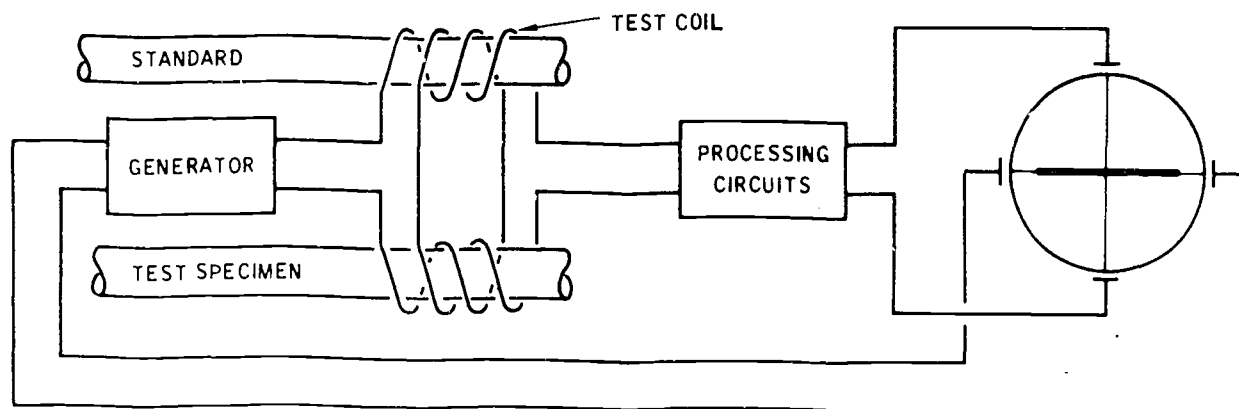 TEST COIL
STANDARD
GENERATOR
PROCESSING
CIRCUITS
TEST SPECIMEN